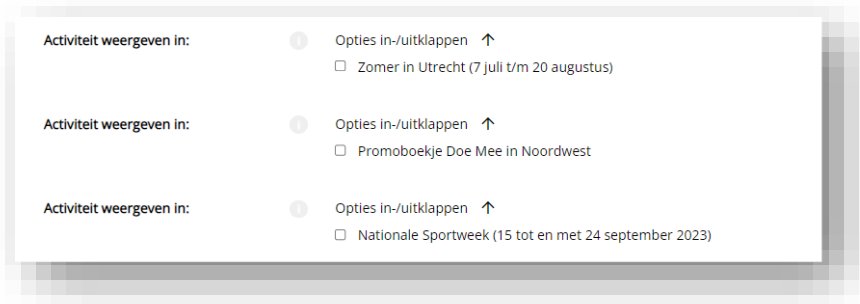 Activiteit weergeven in: i Opties in-/uitklappen ↑
Zomer in Utrecht (7 juli t/m 20 augustus)
Activiteit weergeven in: i Opties in-/uitklappen ↑
Promoboekje Doe Mee in Noordwest
Activiteit weergeven in: i Opties in-/uitklappen ↑
Nationale Sportweek (15 tot en met 24 september 2023)